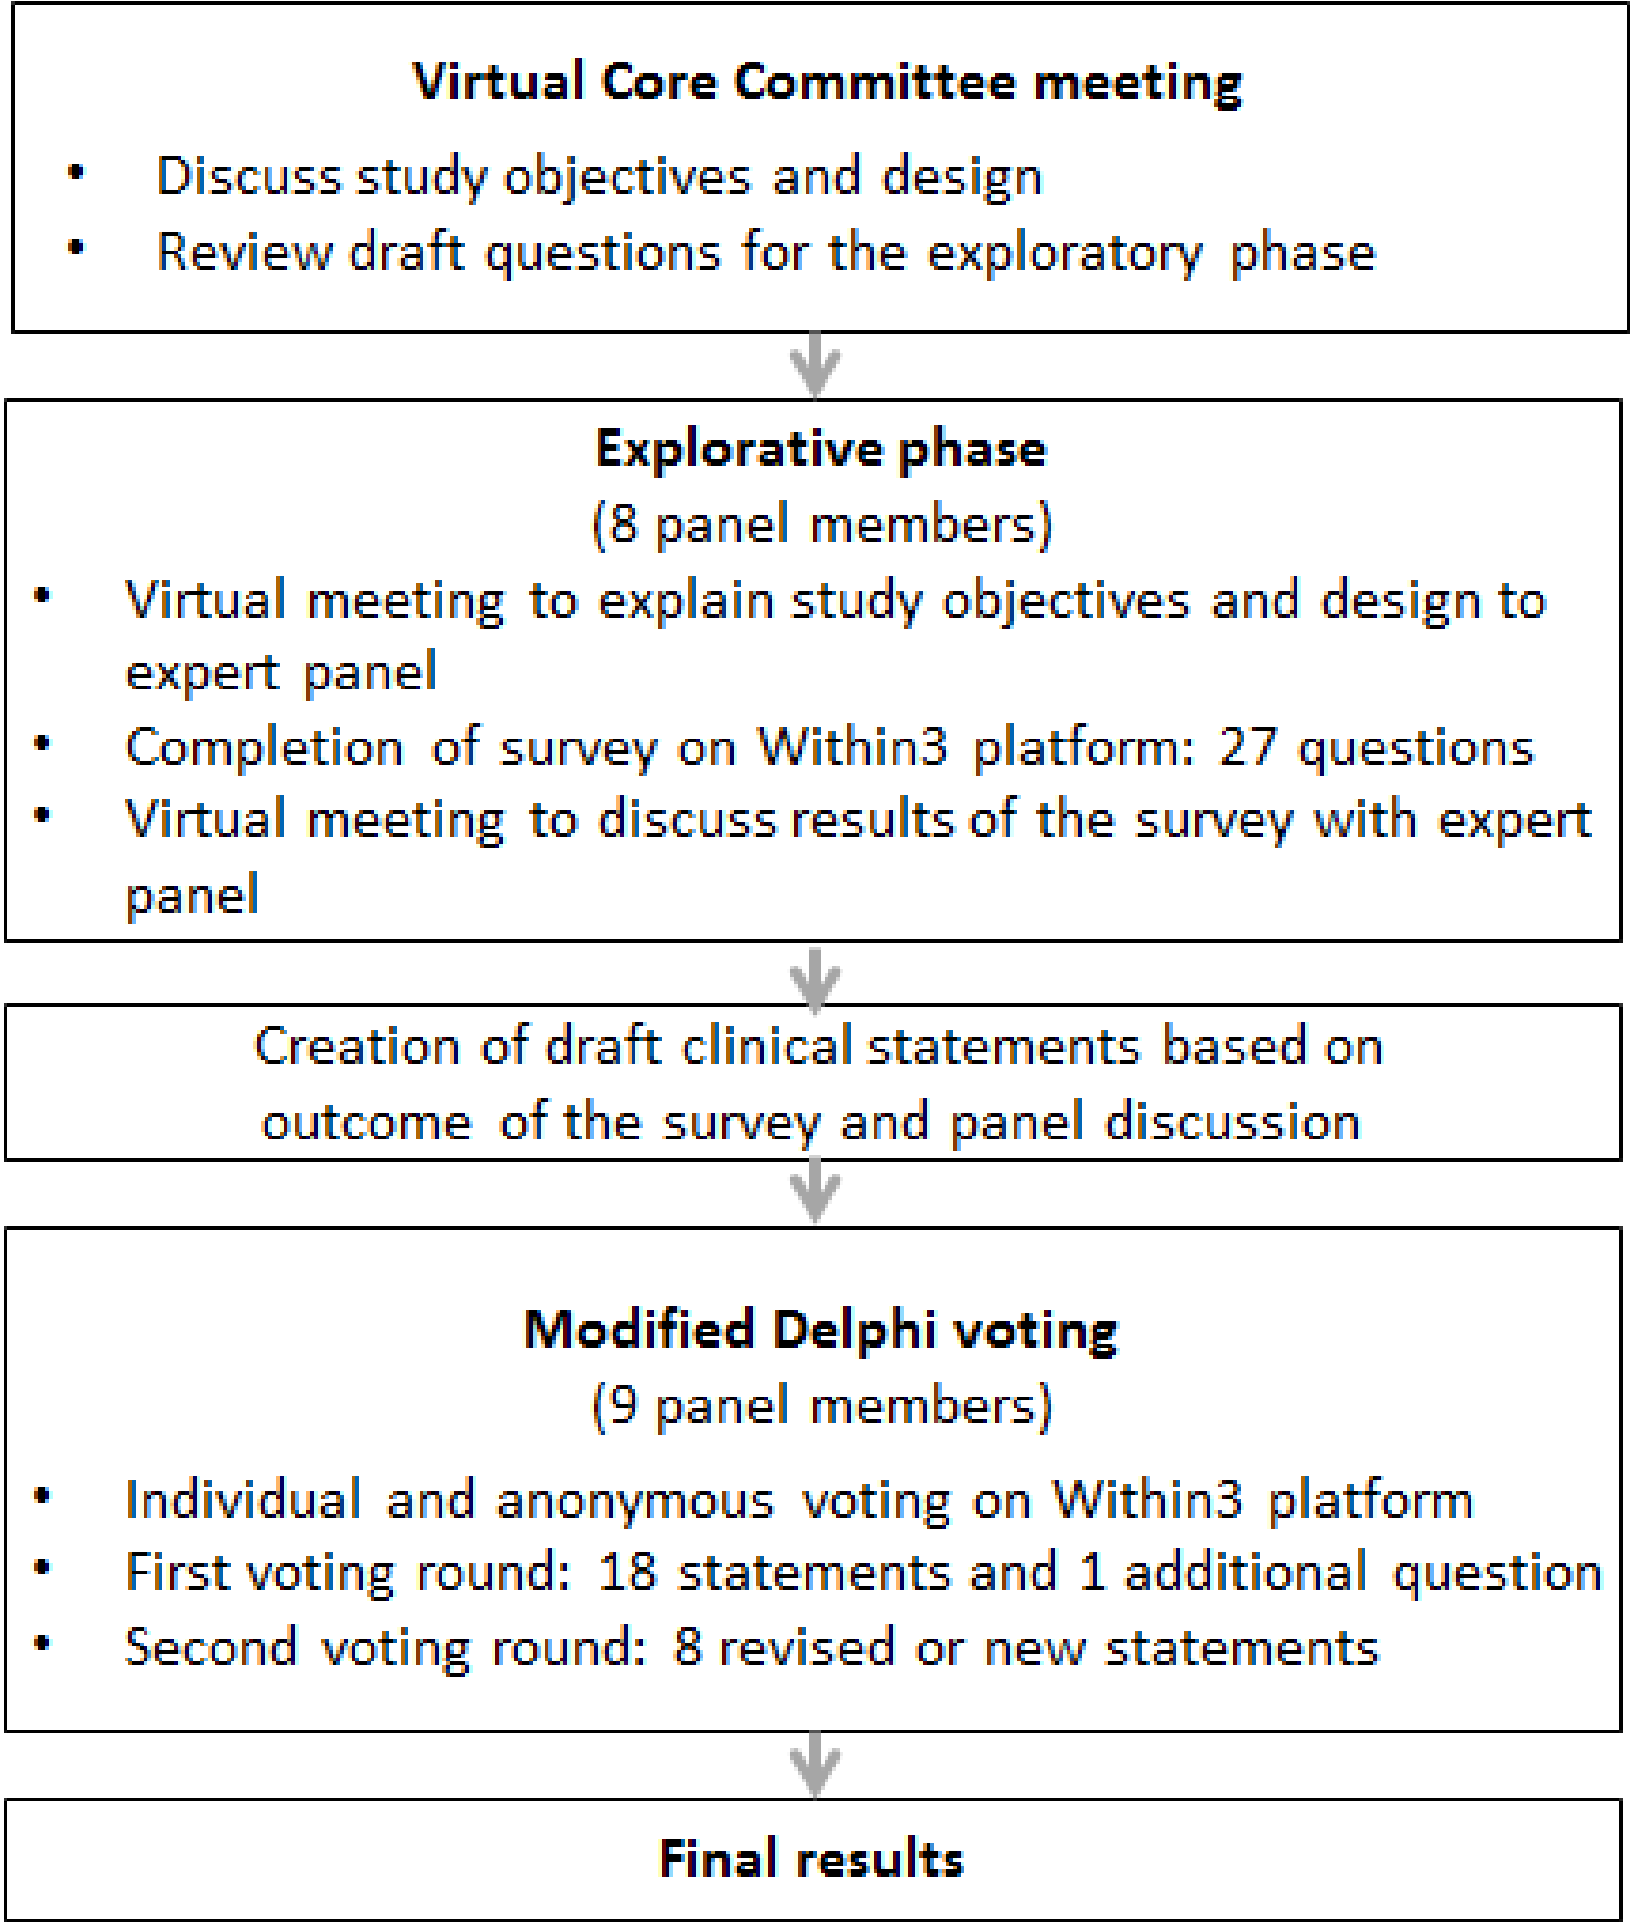 Virtual Core Committee meeting
• Discuss study objectives and design
• Review draft questions for the exploratory phase
Explorative phase
(8 panel members)
• Virtual meeting to explain study objectives and design to
expert panel
• Completion of survey on Within3 platform: 27 questions
• Virtual meeting to discuss results of the survey with expert
panel
Creation of draft clinical statements based on
outcome of the survey and panel discussion
Modified Delphi voting
(9 panel members)
• Individual and anonymous voting on Within3 platform
• First voting round: 18 statements and 1 additional question
• Second voting round: 8 revised or new statements
Final results